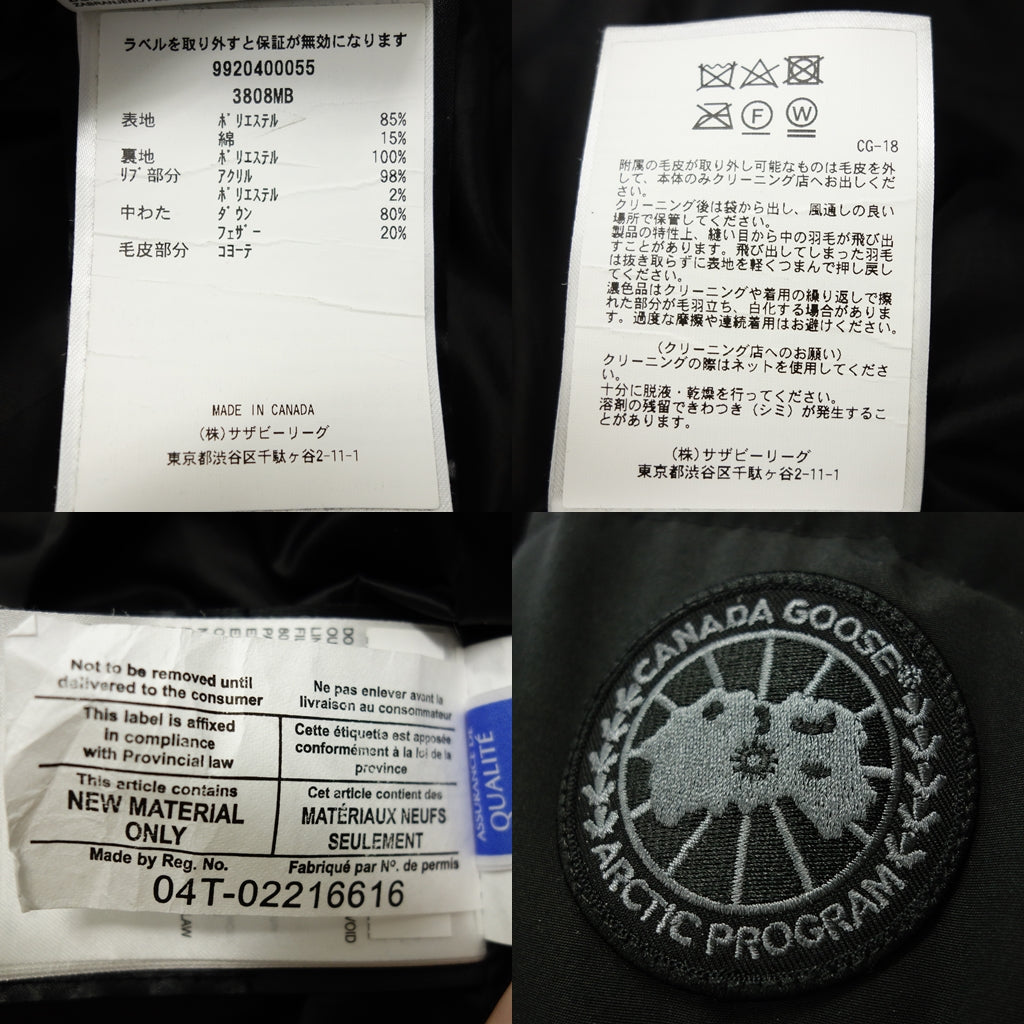 ラベルを取り外すと保証が無効になります
9920400055
3808MB
表地 ポリエステル 85%
綿 15%
裏地 ポリエステル 100%
リブ部分 アクリル 98%
ポリエステル 2%
中わた ダウン 80%
フェザー 20%
毛皮部分 コヨーテ
MADE IN CANADA
(株)サザビーリーグ
東京都渋谷区千駄ヶ谷2-11-1
F W
CG-18
附属の毛皮が取り外し可能なものは毛皮を外
して、本体のみクリーニング店へお出しくだ
さい。
クリーニング後は袋から出し、風通しの良い
場所で保管してください。
製品の特性上、縫い目から中の羽毛が飛び出
すことがあります。飛び出してしまった羽毛
は抜き取らずに表地を軽くつまんで押し戻し
てください。
濃色品はクリーニングや着用の繰り返しで擦
れた部分が毛羽立ち、白化する場合がありま
す。過度な摩擦や連続着用はお避けください。
(クリーニング店へのお願い)
クリーニングの際はネットを使用してくださ
い。
十分に脱液・乾燥を行ってください。
溶剤の残留できわつき(シミ)が発生するこ
とがあります。
(株)サザビーリーグ
東京都渋谷区千駄ヶ谷2-11-1
Not to be removed until
delivered to the consumer
Ne pas enlever avant la
livraison au consommateur
This label is affixed
in compliance
with Provincial law
Cette étiquette est apposée
conformément à la loi de la
province
This article contains
NEW MATERIAL
ONLY
Cet article contient des
MATÉRIAUX NEUFS
SEULEMENT
Made by Reg. No.
Fabriqué par N°. de permis
04T-02216616
ASSURANCE DE
QUALITÉ
VOID
CANADA GOOSE
ARCTIC PROGRAM